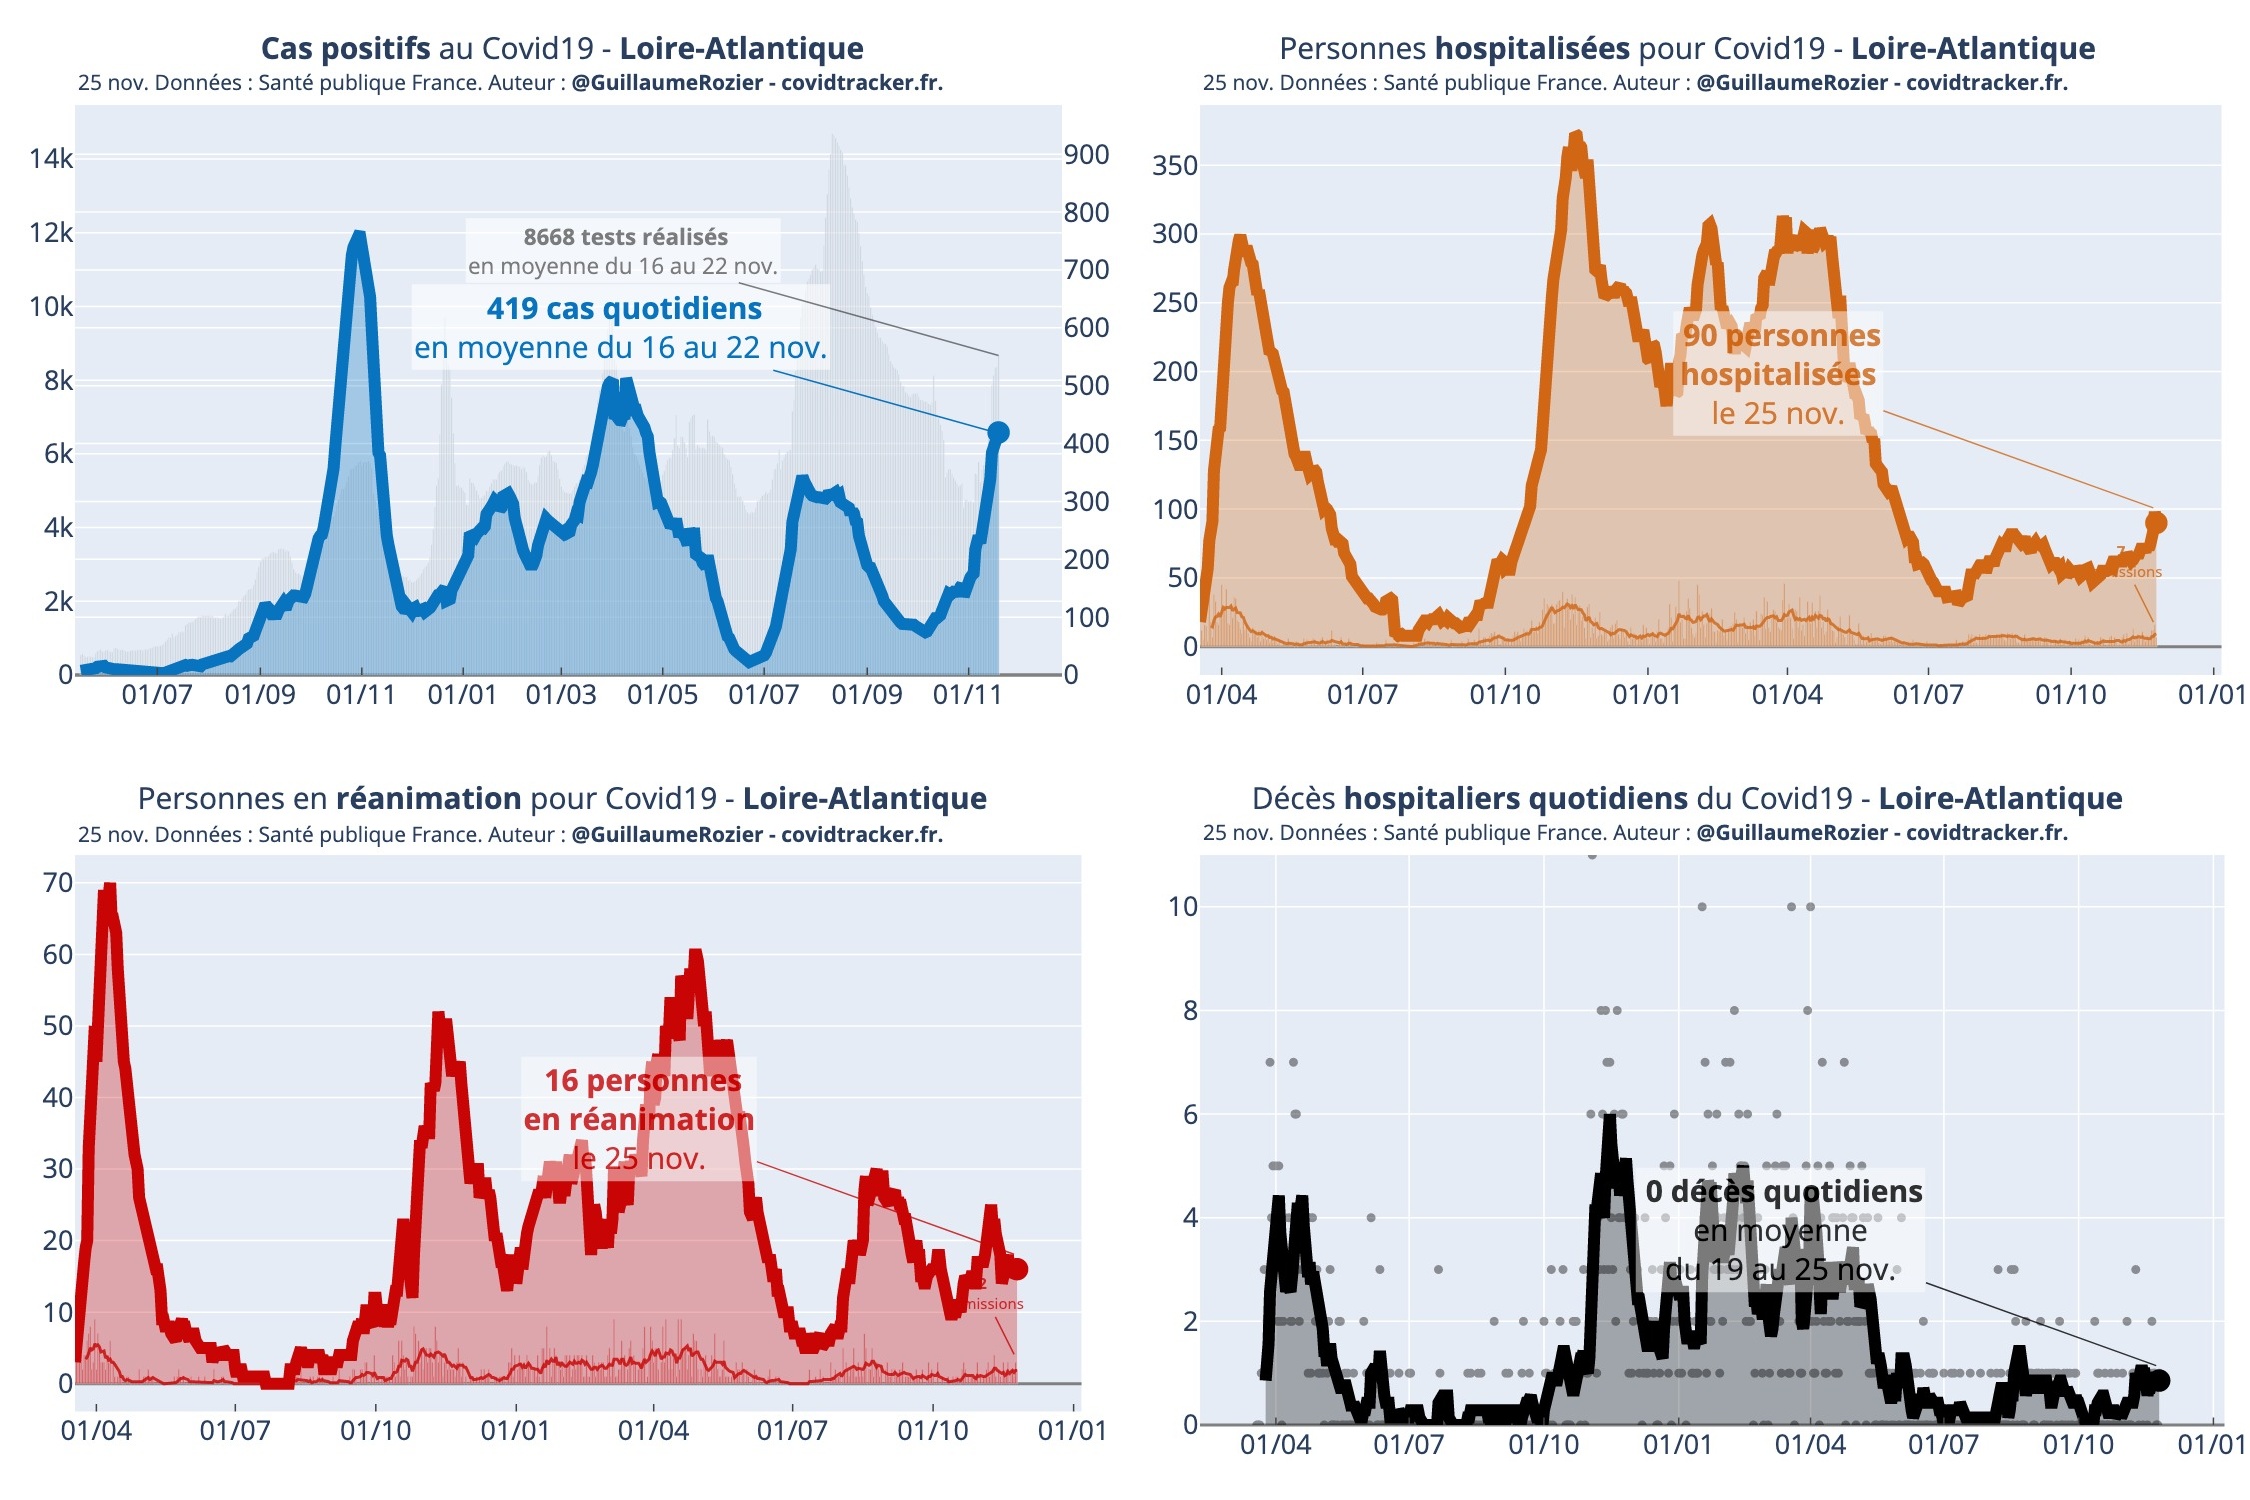 Cas positifs au Covid19 - Loire-Atlantique
25 nov. Données : Santé publique France. Auteur : @GuillaumeRozier - covidtracker.fr.
14k
12k
10k
8k
6k
4k
2k
0
900
800
700
600
500
400
300
200
100
0
8668 tests réalisés
en moyenne du 16 au 22 nov.
419 cas quotidiens
en moyenne du 16 au 22 nov.
01/07 01/09 01/11 01/01 01/03 01/05 01/07 01/09 01/11
Personnes hospitalisées pour Covid19 - Loire-Atlantique
25 nov. Données : Santé publique France. Auteur : @GuillaumeRozier - covidtracker.fr.
350
300
250
200
150
100
50
0
90 personnes
hospitalisées
le 25 nov.
7
01/04 01/07 01/10 01/01 01/04 01/07 01/10 01/01
Personnes en réanimation pour Covid19 - Loire-Atlantique
25 nov. Données : Santé publique France. Auteur : @GuillaumeRozier - covidtracker.fr.
70
60
50
40
30
20
10
0
16 personnes
en réanimation
le 25 nov.
2
01/04 01/07 01/10 01/01 01/04 01/07 01/10 01/01
Décès hospitaliers quotidiens du Covid19 - Loire-Atlantique
25 nov. Données : Santé publique France. Auteur : @GuillaumeRozier - covidtracker.fr.
10
8
6
4
2
0
0 décès quotidiens
en moyenne
du 19 au 25 nov.
01/04 01/07 01/10 01/01 01/04 01/07 01/10 01/01